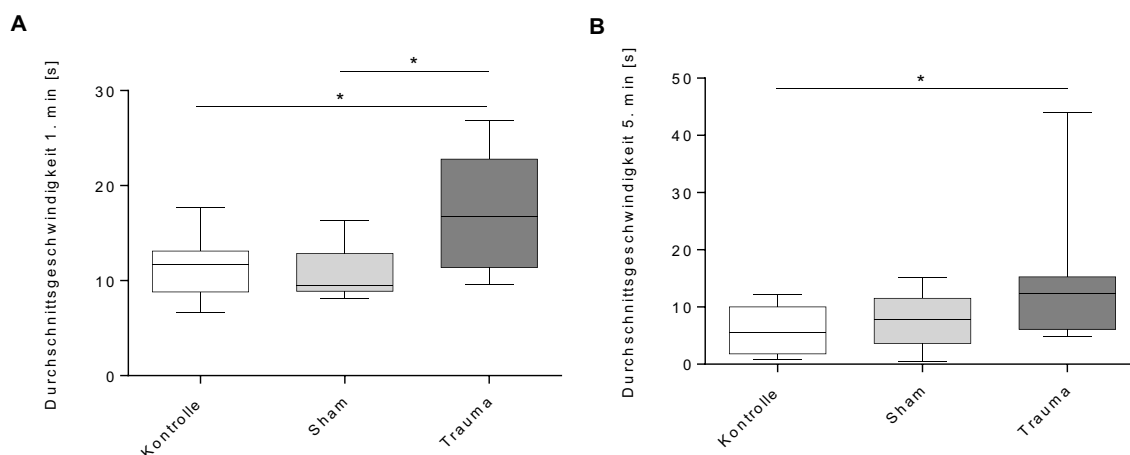 A
Durchschnittsgeschwindigkeit 1. min [s]
30
20
10
0
*
*
Kontrolle
Sham
Trauma
B
Durchschnittsgeschwindigkeit 5. min [s]
50
40
30
20
10
0
*
Kontrolle
Sham
Trauma